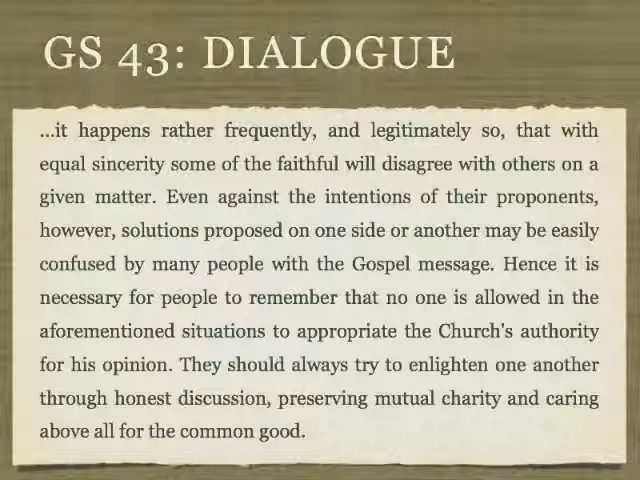 GS 43: DIALOGUE
...it happens rather frequently, and legitimately so, that with
equal sincerity some of the faithful will disagree with others on a
given matter. Even against the intentions of their proponents,
however, solutions proposed on one side or another may be easily
confused by many people with the Gospel message. Hence it is
necessary for people to remember that no one is allowed in the
aforementioned situations to appropriate the Church's authority
for his opinion. They should always try to enlighten one another
through honest discussion, preserving mutual charity and caring
above all for the common good.